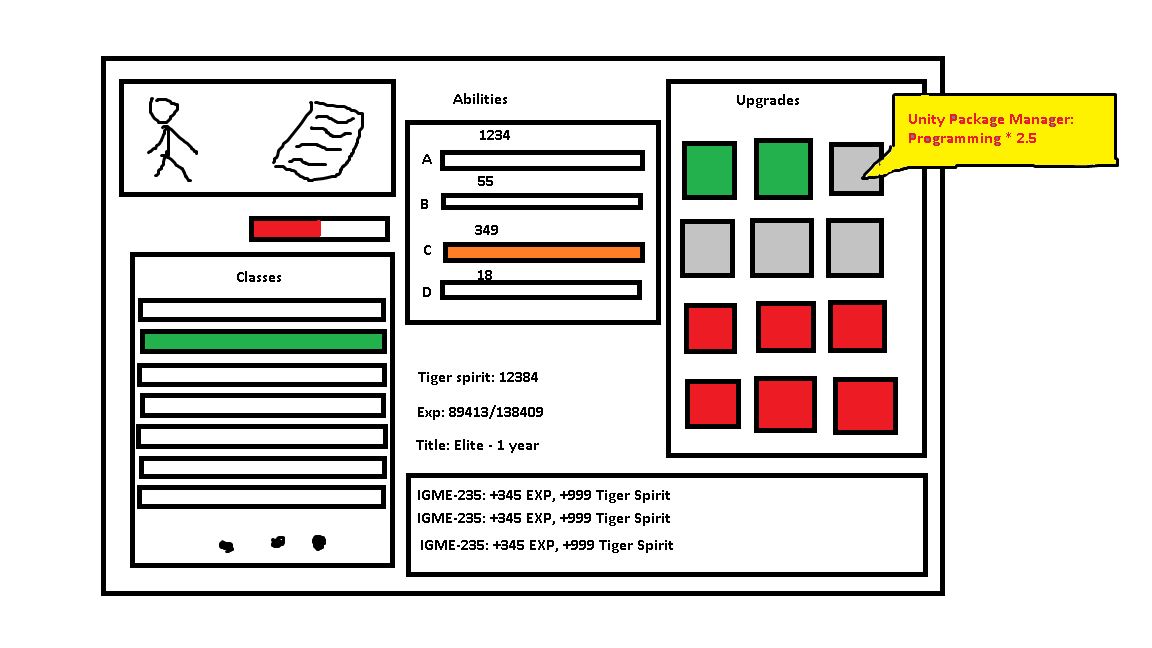 Classes
Abilities
1234
A
55
B
349
C
18
D
Tiger spirit: 12384
Exp: 89413/138409
Title: Elite - 1 year
Upgrades
Unity Package Manager:
Programming * 2.5
IGME-235: +345 EXP, +999 Tiger Spirit
IGME-235: +345 EXP, +999 Tiger Spirit
IGME-235: +345 EXP, +999 Tiger Spirit